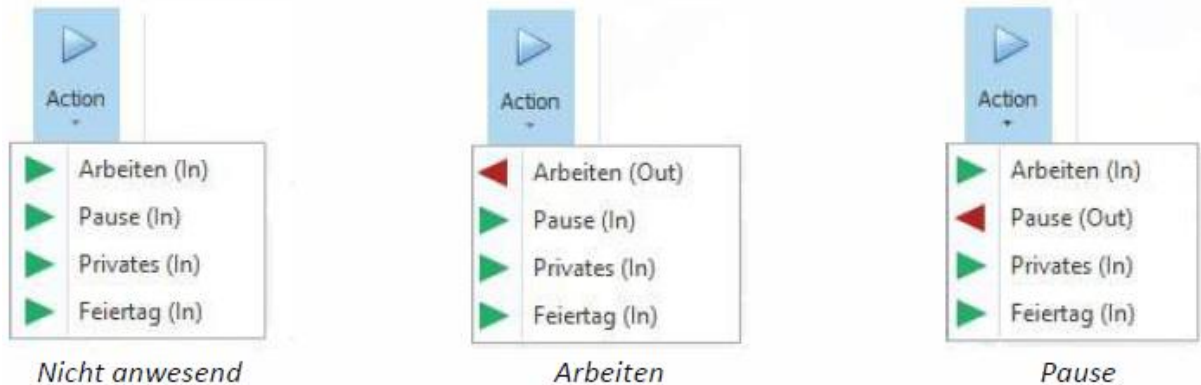 Action
Arbeiten (In)
Pause (In)
Privates (In)
Feiertag (In)
Nicht anwesend
Action
Arbeiten (Out)
Pause (In)
Privates (In)
Feiertag (In)
Arbeiten
Action
Arbeiten (In)
Pause (Out)
Privates (In)
Feiertag (In)
Pause